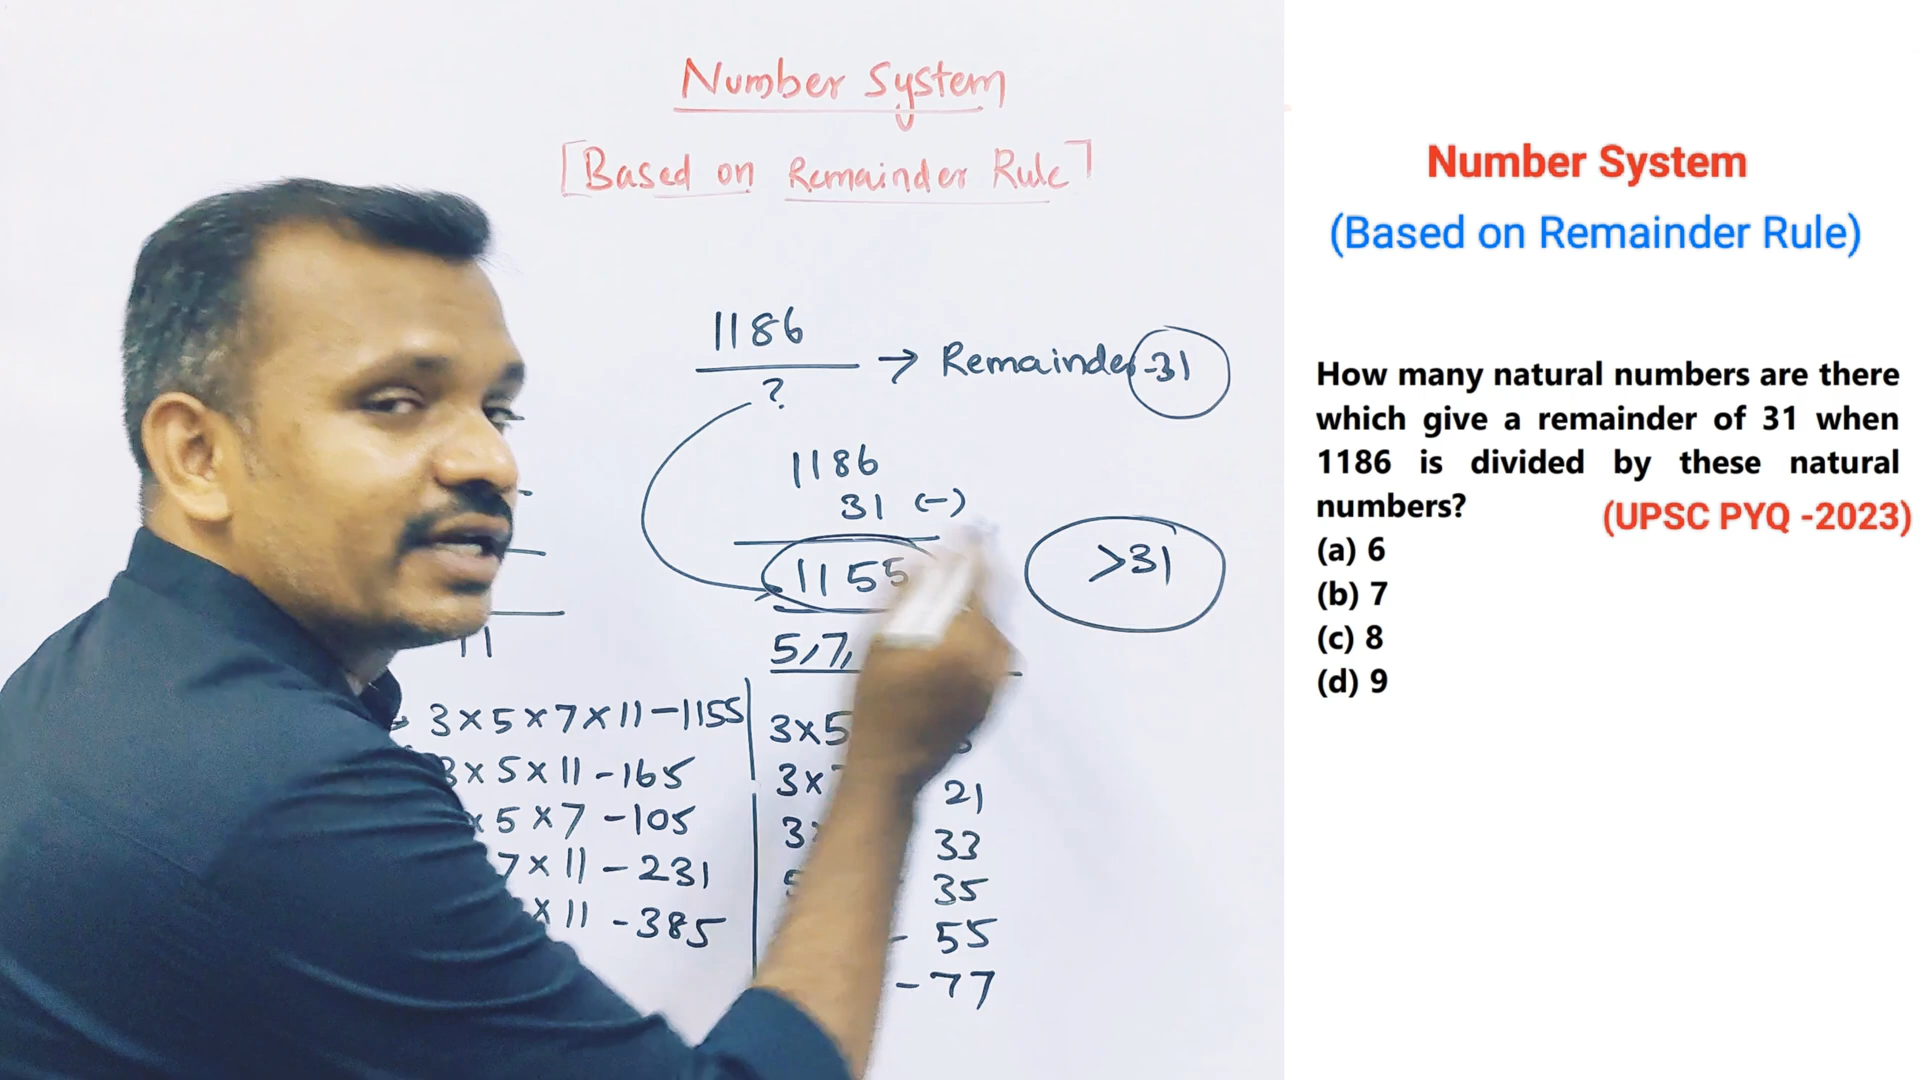 Number System
[Based on Remainder Rule]
1186
?
→ Remainder - 31
1186
31 (-)
1155
>31
5,7,
11
3×5×7×11-1155
3×5×11-165
×5×7-105
7×11-231
×11-385
3×5
3×
21
3
33
35
- 55
-77
Number System
(Based on Remainder Rule)
How many natural numbers are there
which give a remainder of 31 when
1186 is divided by these natural
numbers?
(UPSC PYQ -2023)
(a) 6
(b) 7
(c) 8
(d) 9